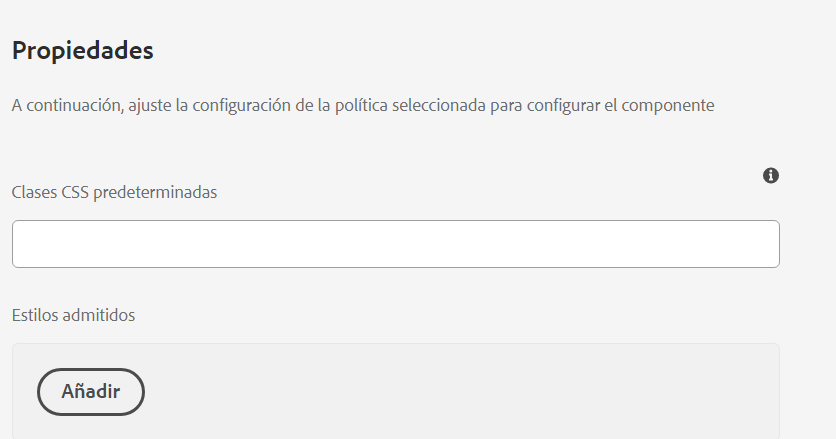 Propiedades
A continuación, ajuste la configuración de la política seleccionada para configurar el componente
Clases CSS predeterminadas
Estilos admitidos
Añadir